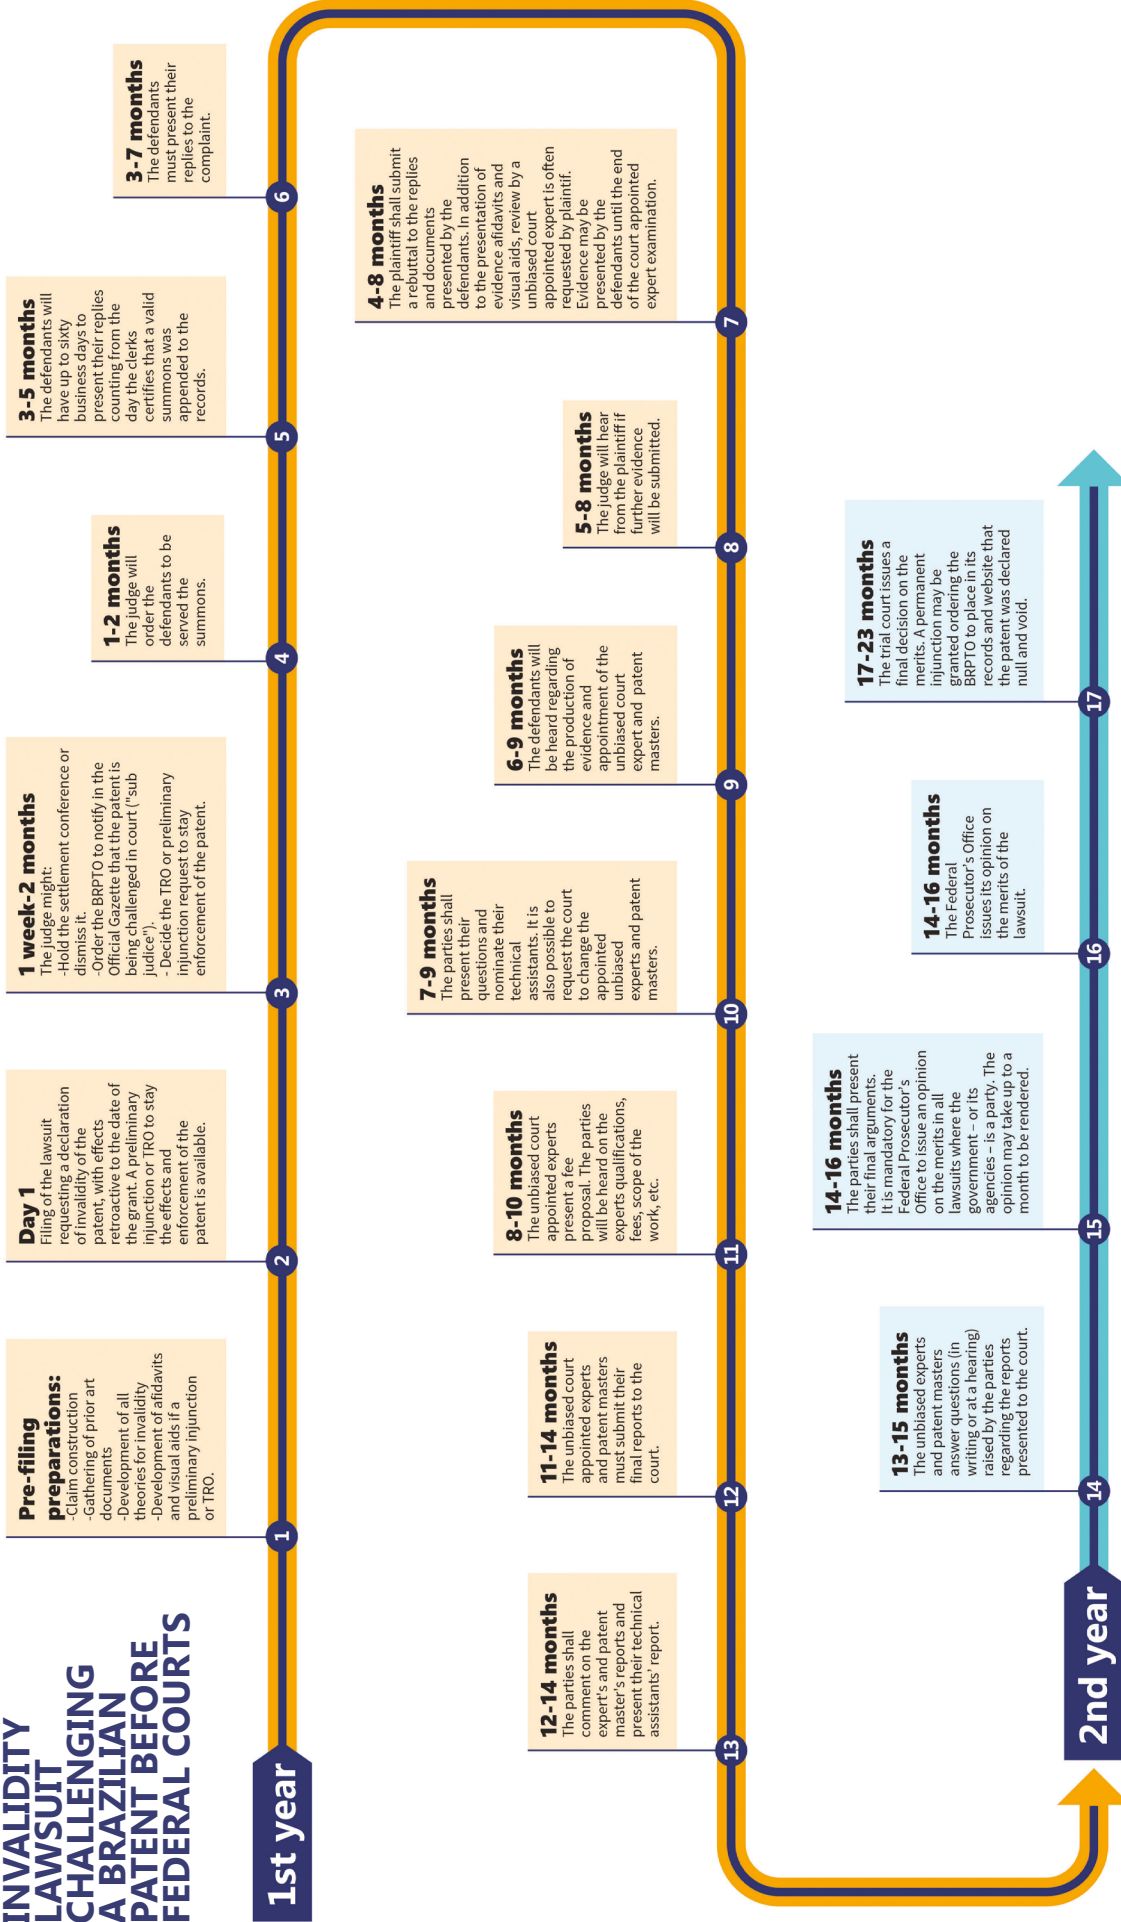 INVALIDITY
LAWSUIT
CHALLENGING
A BRAZILIAN
PATENT BEFORE
FEDERAL COURTS
1st year
Pre-filing
preparations:
-Claim construction
-Gathering of prior art
documents
-Development of all
theories for invalidity
-Development of afidavits
and visual aids if a
preliminary injunction
or TRO.
1
Day 1
Filing of the lawsuit
requesting a declaration
of invalidity of the
patent, with effects
retroactive to the date of
the grant. A preliminary
injunction or TRO to stay
the effects and
enforcement of the
patent is available.
2
1 week-2 months
The judge might:
-Hold the settlement conference or
dismiss it.
-Order the BRPTO to notify in the
Official Gazette that the patent is
being challenged in court ("sub
judice").
- Decide the TRO or preliminary
injunction request to stay
enforcement of the patent.
3
1-2 months
The judge will
order the
defendants to be
served the
summons.
4
3-5 months
The defendants will
have up to sixty
business days to
present their replies
counting from the
day the clerks
certifies that a valid
summons was
appended to the
records.
5
3-7 months
The defendants
must present their
replies to the
complaint.
6
4-8 months
The plaintiff shall submit
a rebuttal to the replies
and documents
presented by the
defendants. In addition
to the presentation of
evidence afidavits and
visual aids, review by a
unbiased court
appointed expert is often
requested by plaintif.
Evidence may be
presented by the
defendants until the end
of the court appointed
expert examination.
7
5-8 months
The judge will hear
from the plaintiff if
further evidence
will be submitted.
8
6-9 months
The defendants will
be heard regarding
the production of
evidence and
appointment of the
unbiased court
expert and patent
masters.
9
7-9 months
The parties shall
present their
questions and
nominate their
technical
assistants. It is
also possible to
request the court
to change the
appointed
unbiased
experts and patent
masters.
10
8-10 months
The unbiased court
appointed experts
present a fee
proposal. The parties
will be heard on the
experts qualifications,
fees, scope of the
work, etc.
11
11-14 months
The unbiased court
appointed experts
and patent masters
must submit their
final reports to the
court.
12
12-14 months
The parties shall
comment on the
expert's and patent
master's reports and
present their technical
assistants' report.
13
2nd year
13-15 months
The unbiased experts
and patent masters
answer questions (in
writing or at a hearing)
raised by the parties
regarding the reports
presented to the court.
14
14-16 months
The parties shall present
their final arguments.
It is mandatory for the
Federal Prosecutor's
Office to issue an opinion
on the merits in all
lawsuits where the
government – or its
agencies – is a party. The
opinion may take up to a
month to be rendered.
15
14-16 months
The Federal
Prosecutor's Office
issues its opinion on
the merits of the
lawsuit.
16
17-23 months
The trial court issues a
final decision on the
merits. A permanent
injunction may be
granted ordering the
BRPTO to place in its
records and website that
the patent was declared
null and void.
17